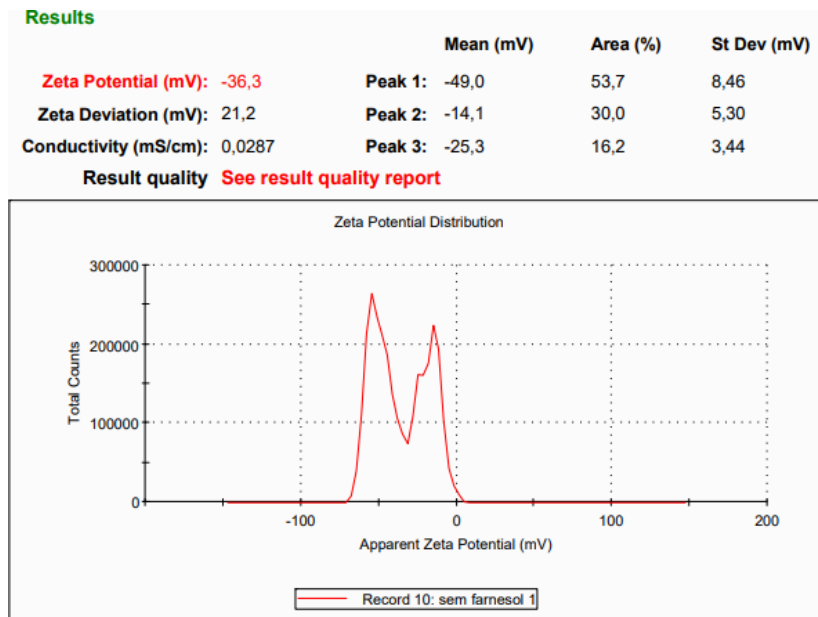 Results
Mean (mV) Area (%) St Dev (mV)
Zeta Potential (mV): -36,3 Peak 1: -49,0 53,7 8,46
Zeta Deviation (mV): 21,2 Peak 2: -14,1 30,0 5,30
Conductivity (mS/cm): 0,0287 Peak 3: -25,3 16,2 3,44
Result quality See result quality report
Zeta Potential Distribution
300000
200000
100000
0
Total Counts
-100 0 100 200
Apparent Zeta Potential (mV)
Record 10: sem farnesol 1